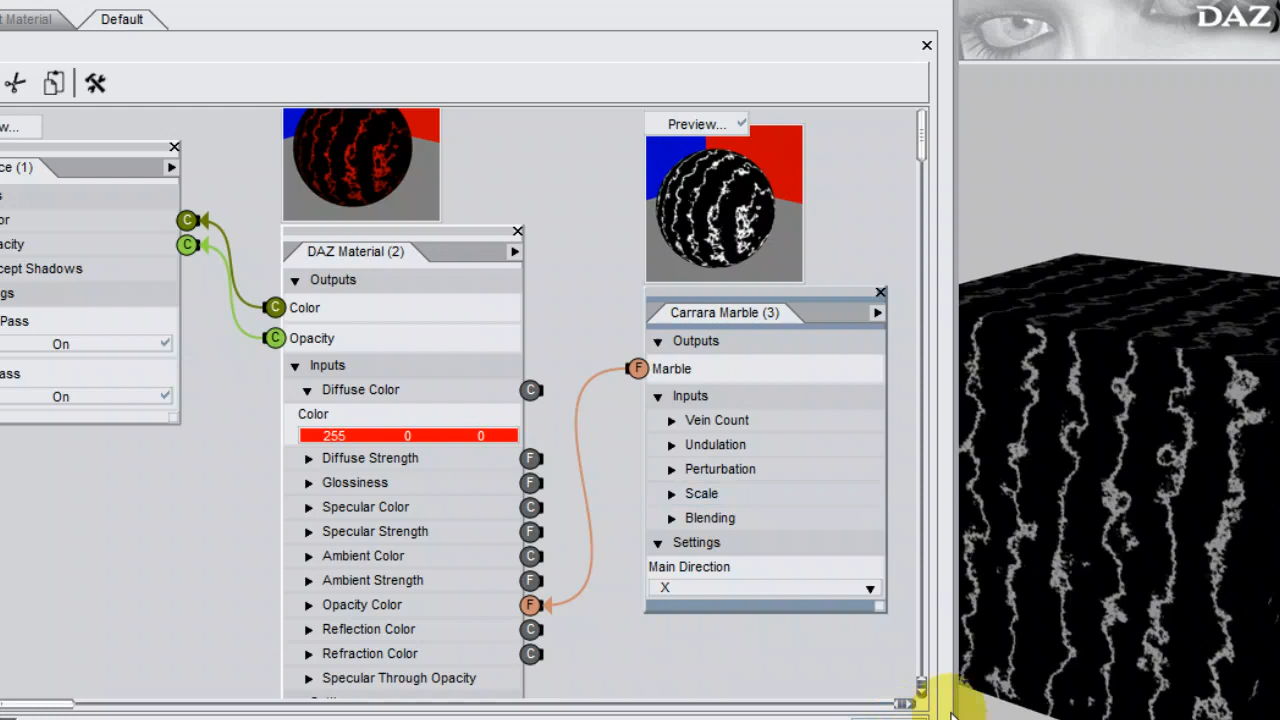 t Material
Default
DAZ
w...
ce (1)
s
or
acity
cept Shadows
gs
Pass
On
ass
On
DAZ Material (2)
Outputs
C Color
C Opacity
Inputs
Diffuse Color C
Color
255 0 0
Diffuse Strength F
Glossiness F
Specular Color C
Specular Strength F
Ambient Color C
Ambient Strength F
Opacity Color F
Reflection Color C
Refraction Color C
Specular Through Opacity
C
C
Preview...
Carrara Marble (3)
Outputs
F Marble
Inputs
Vein Count
Undulation
Perturbation
Scale
Blending
Settings
Main Direction
X